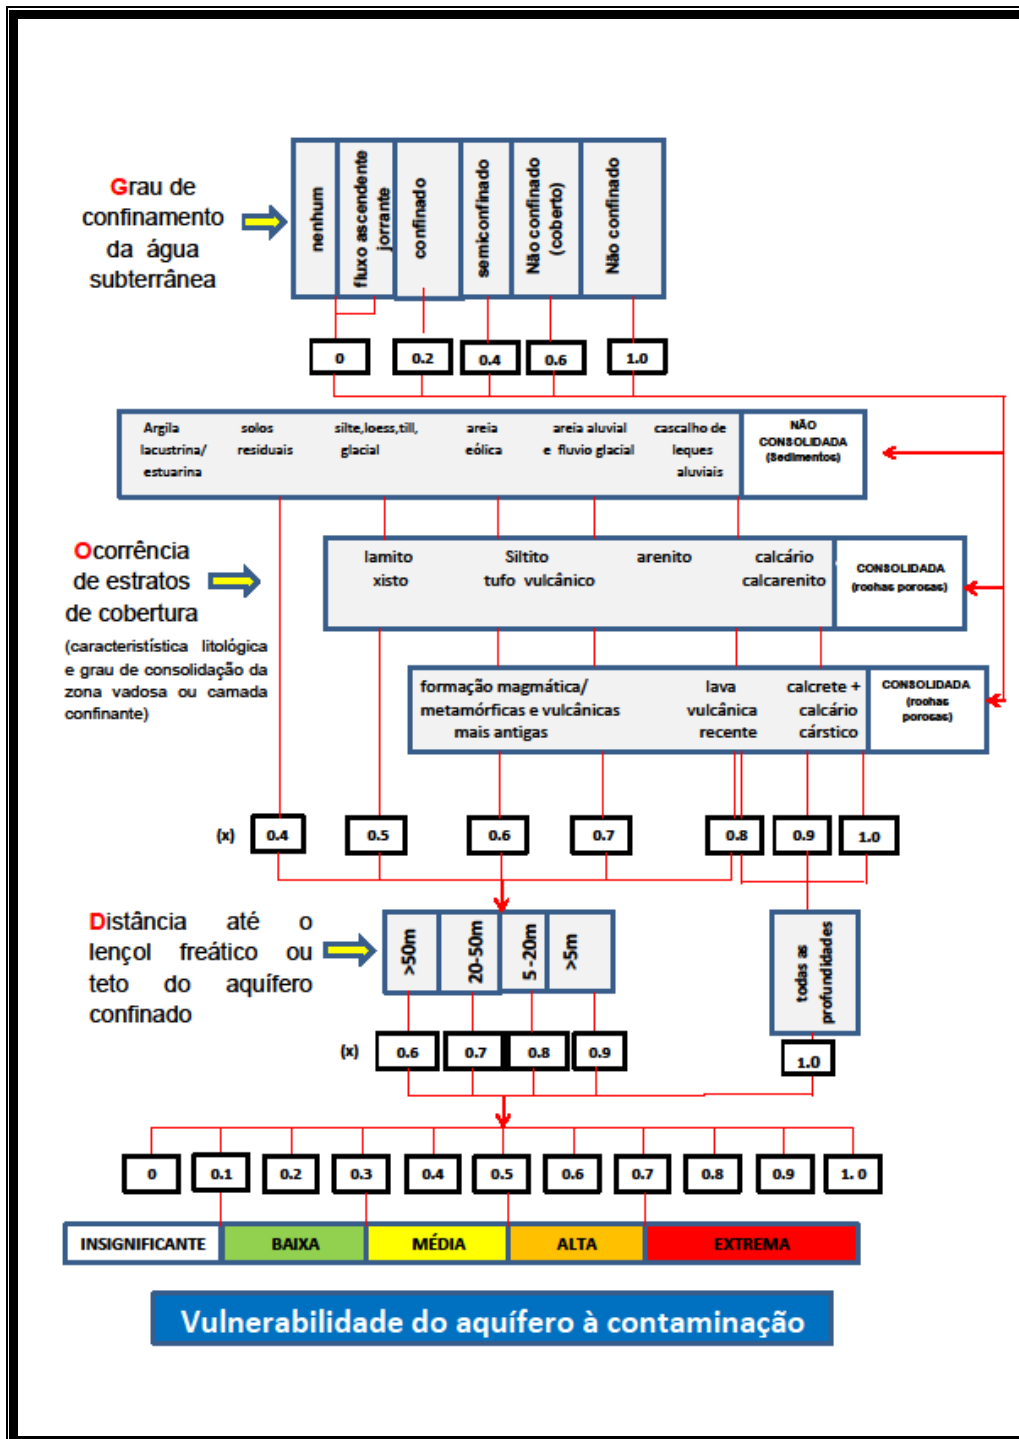 Grau de
confinamento
da água
subterrânea
nenhum
fluxo ascendente
jorrante
confinado
semiconfinado
Não confinado
(coberto)
Não confinado
0
0.2
0.4
0.6
1.0
Argila
lacustrina/
estuarina
solos
residuais
silte,loess,till,
glacial
areia
eólica
areia aluvial
e fluvio glacial
cascalho de
leques
aluviais
NÃO
CONSOLIDADA
(Sedimentos)
Ocorrência
de estratos
de cobertura
(caracteristística litológica
e grau de consolidação da
zona vadosa ou camada
confinante)
lamito
xisto
Siltito
tufo vulcânico
arenito
calcário
calcarenito
CONSOLIDADA
(roohas porosas)
formação magmática/
metamórficas e vulcânicas
mais antigas
lava
vulcânica
recente
calcrete +
calcário
cárstico
CONSOLIDADA
(roohas
porosas)
(x)
0.4
0.5
0.6
0.7
0.8
0.9
1.0
Distância até o
lençol freático ou
teto do aquífero
confinado
>50m
20-50m
5 -20m
>5m
todas as
profundidades
(x)
0.6
0.7
0.8
0.9
1.0
0
0.1
0.2
0.3
0.4
0.5
0.6
0.7
0.8
0.9
1. 0
INSIGNIFICANTE
BAIXA
MÉDIA
ALTA
EXTREMA
Vulnerabilidade do aquífero à contaminação